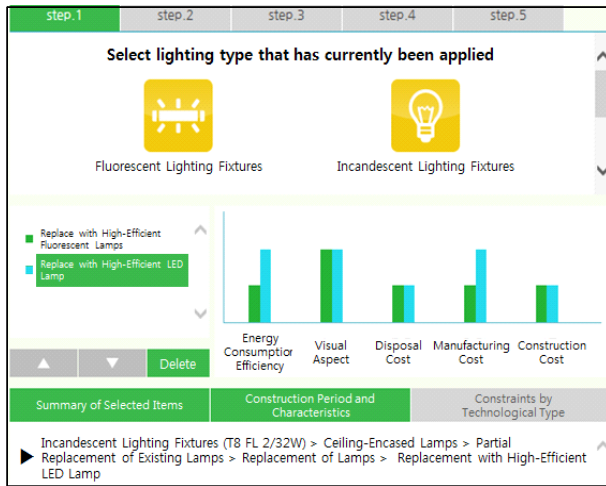 step.1 step.2 step.3 step.4 step.5
Select lighting type that has currently been applied
Fluorescent Lighting Fixtures Incandescent Lighting Fixtures
Replace with High-Efficient
Fluorescent Lamps
Replace with High-Efficient LED
Lamp
Energy
Consumption
Efficiency
Visual
Aspect
Disposal
Cost
Manufacturing
Cost
Construction
Cost
Delete
Summary of Selected Items
Construction Period and
Characteristics
Constraints by
Technological Type
Incandescent Lighting Fixtures (T8 FL 2/32W) > Ceiling-Encased Lamps > Partial
Replacement of Existing Lamps > Replacement of Lamps > Replacement with High-Efficient
LED Lamp